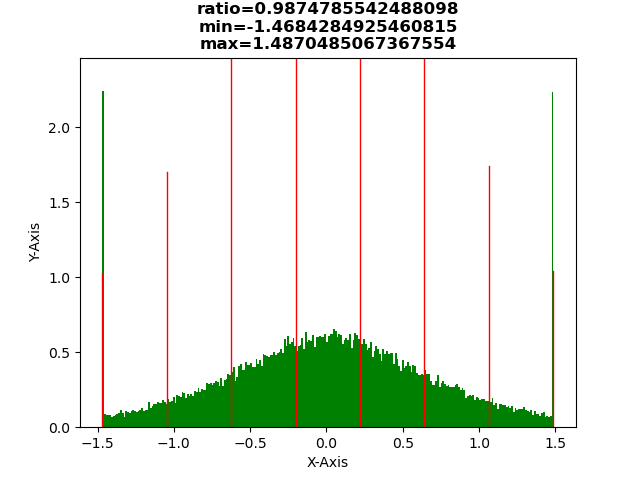 ratio=0.9874785542488098
min=-1.4684284925460815
max=1.4870485067367554
2.0
1.5
1.0
0.5
0.0
Y-Axis
−1.5 −1.0 −0.5 0.0 0.5 1.0 1.5
X-Axis